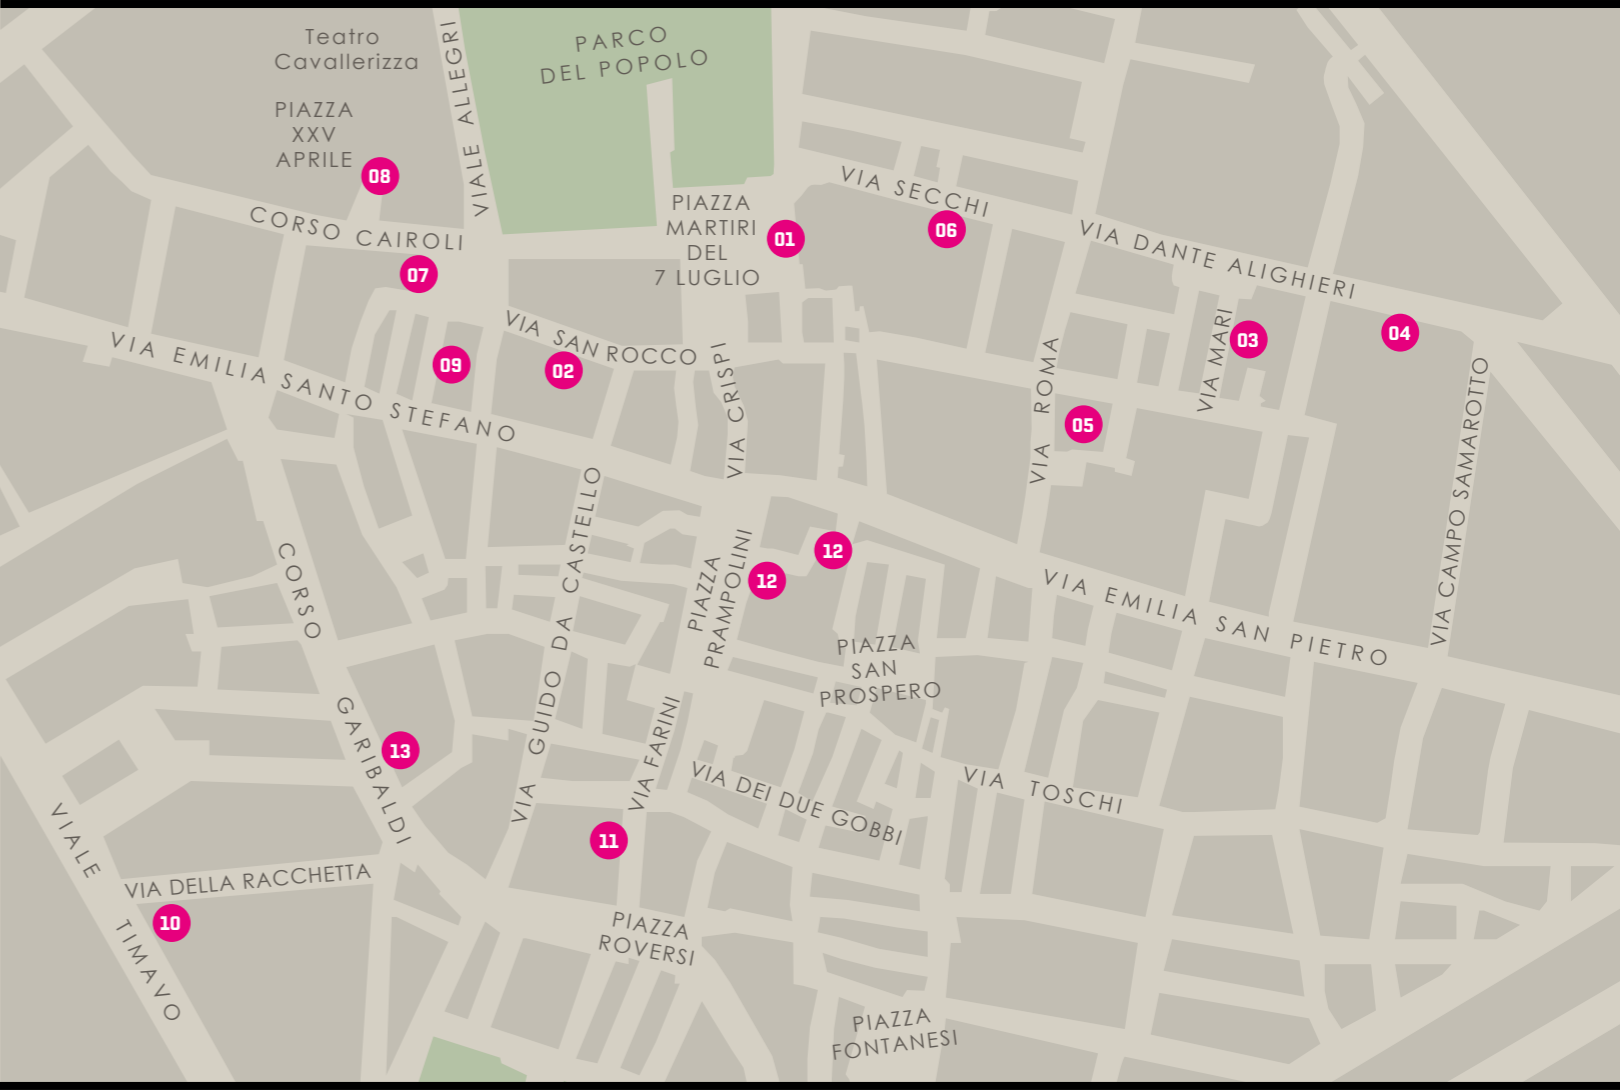 Teatro
Cavallerizza
PIAZZA
XXV
APRILE
08
VIALE ALLEGRI
PARCO
DEL POPOLO
CORSO CAIROLI
07
PIAZZA
MARTIRI
DEL
7 LUGLIO
01
VIA SECCHI
06
VIA DANTE ALIGHIERI
04
VIA MARI
03
VIA EMILIA SANTO STEFANO
09
VIA SAN ROCCO
02
VIA CRISPI
VIA ROMA
05
VIA CAMPO SAMAROTTO
CORSO GARIBALDI
VIA GUIDO DA CASTELLO
PIAZZA
PRAMPOLINI
12
12
VIA EMILIA SAN PIETRO
PIAZZA
SAN
PROSPERO
13
VIA FARINI
VIA DEI DUE GOBBI
VIA TOSCHI
11
VIALE TIMAVO
VIA DELLA RACCHETTA
10
PIAZZA
ROVERSI
PIAZZA
FONTANESI